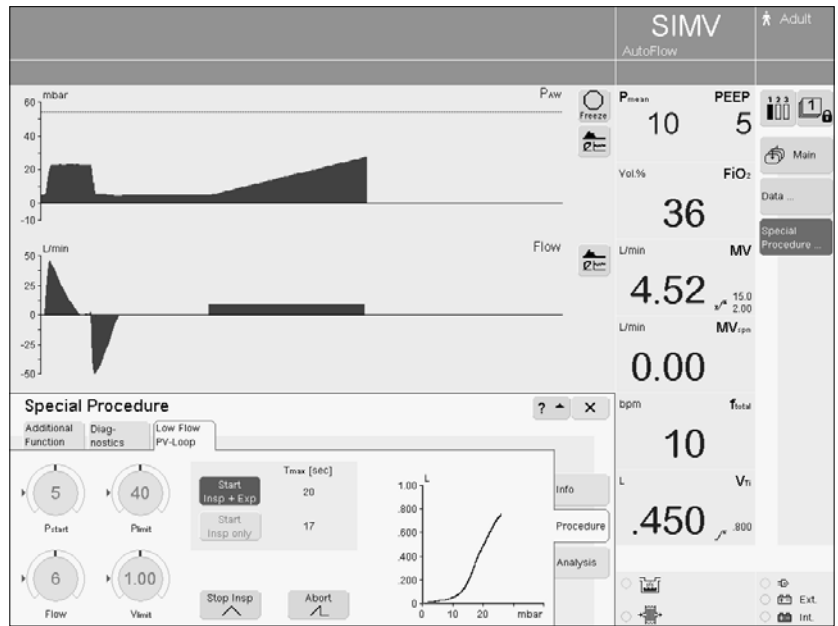 SIMV
AutoFlow
Adult
mbar
Paw
60
40
20
0
-10
Freeze
L/min
Flow
50
25
0
-25
-50
Pmean
PEEP
10
5
Vol.%
FiO2
36
L/min
MV
4.52
15.0
2.00
L/min
MVspn
0.00
bpm
ftotal
10
L
VTi
.450
.800
1 2 3
1
Main
Data ...
Special
Procedure ...
Special Procedure
?
X
Additional
Function
Diag-
nostics
Low Flow
PV-Loop
5
Pstart
40
Plimit
6
Flow
1.00
Vlimit
Tmax [sec]
Start
Insp + Exp
20
Start
Insp only
17
Stop Insp
Abort
L
1.00
.800
.600
.400
.200
0
0 10 20 mbar
Info
Procedure
Analysis
Ext.
Int.